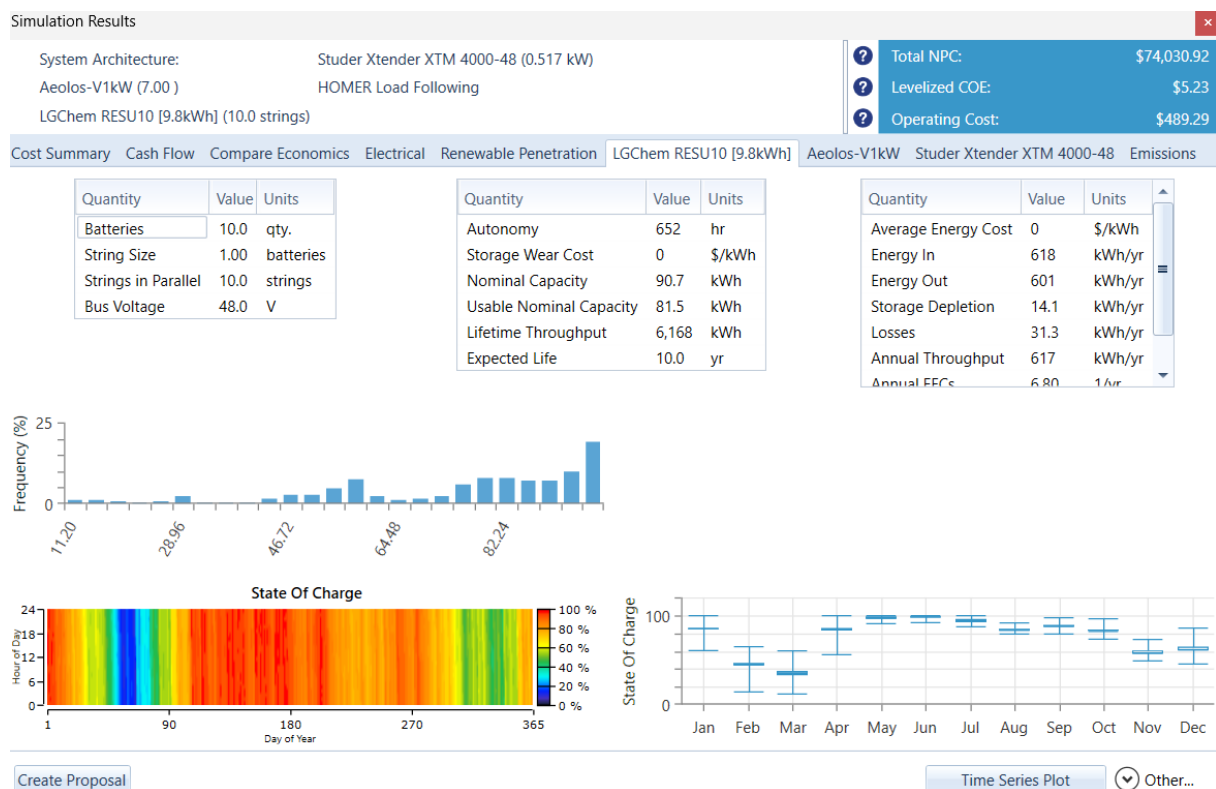 Simulation Results
System Architecture:
Studer Xtender XTM 4000-48 (0.517 kW)
Aeolos-V1kW (7.00 )
HOMER Load Following
LGChem RESU10 [9.8kWh] (10.0 strings)
Total NPC: $74,030.92
Levelized COE: $5.23
Operating Cost: $489.29
Cost Summary Cash Flow Compare Economics Electrical Renewable Penetration LGChem RESU10 [9.8kWh] Aeolos-V1kW Studer Xtender XTM 4000-48 Emissions
Quantity Value Units
Batteries 10.0 qty.
String Size 1.00 batteries
Strings in Parallel 10.0 strings
Bus Voltage 48.0 V
Quantity Value Units
Autonomy 652 hr
Storage Wear Cost 0 $/kWh
Nominal Capacity 90.7 kWh
Usable Nominal Capacity 81.5 kWh
Lifetime Throughput 6,168 kWh
Expected Life 10.0 yr
Quantity Value Units
Average Energy Cost 0 $/kWh
Energy In 618 kWh/yr
Energy Out 601 kWh/yr
Storage Depletion 14.1 kWh/yr
Losses 31.3 kWh/yr
Annual Throughput 617 kWh/yr
Annual EFCs 6.80 1/yr
Frequency (%)
25
0
11.20 28.96 46.72 64.48 82.24
State Of Charge
Hour of Day
24
18
12
6
0
1 90 180 270 365
Day of Year
100 %
80 %
60 %
40 %
20 %
0 %
State Of Charge
100
0
Jan Feb Mar Apr May Jun Jul Aug Sep Oct Nov Dec
Create Proposal
Time Series Plot
Other...